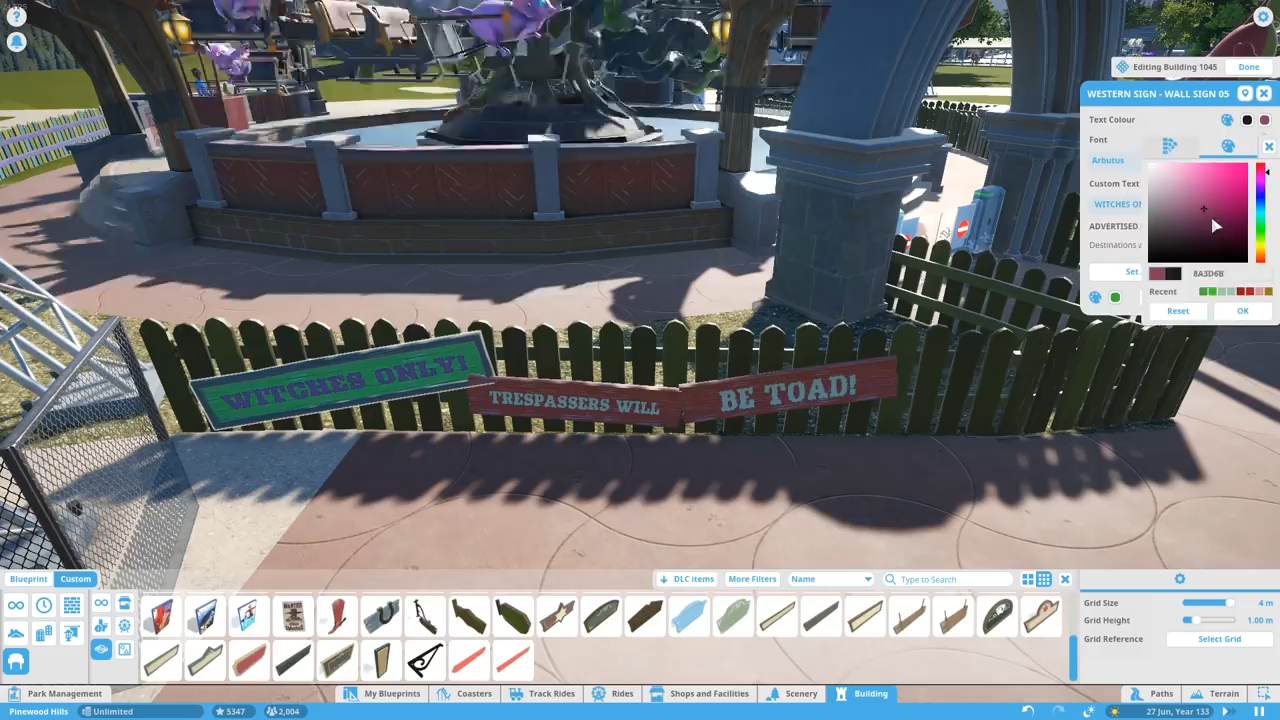 Editing Building 1045 Done
WESTERN SIGN - WALL SIGN 05
Text Colour
Font
Arbutus
Custom Text
WITCHES ON
ADVERTISED
Destinations a
Set
8A3D6B
Recent
Reset OK
WITCHES ONLY!
TRESPASSERS WILL
BE TOAD!
Blueprint Custom
DLC items More Filters Name Type to Search
Grid Size 4 m
Grid Height 1.00 m
Grid Reference Select Grid
Park Management My Blueprints Coasters Track Rides Rides Shops and Facilities Scenery Building Paths Terrain
Pinewood Hills Unlimited 5347 2,004 27 Jun, Year 133